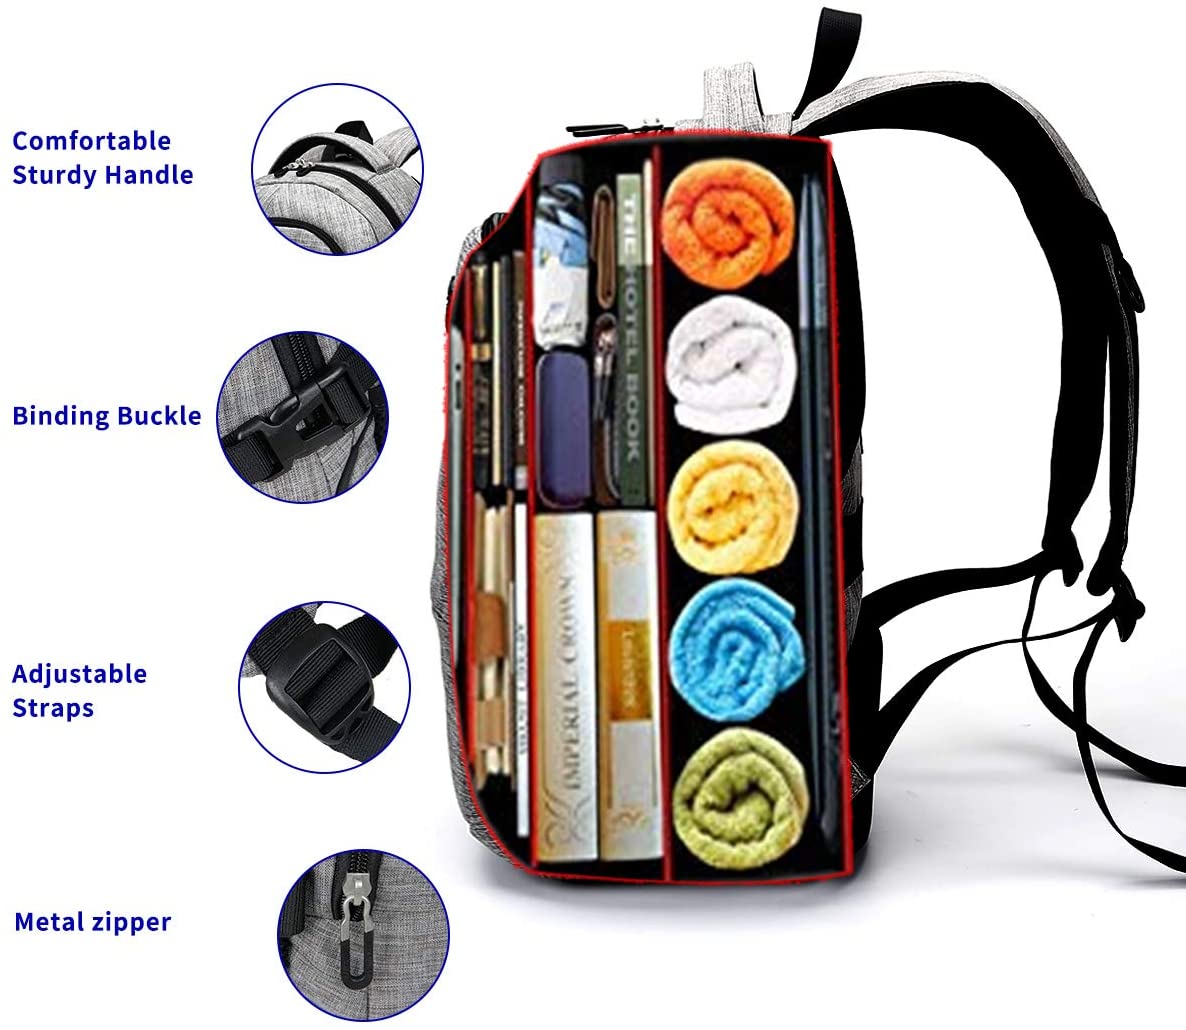 Comfortable
Sturdy Handle
Binding Buckle
Adjustable
Straps
Metal zipper
THE HOTEL BOOK
IMPERIAL CROWN